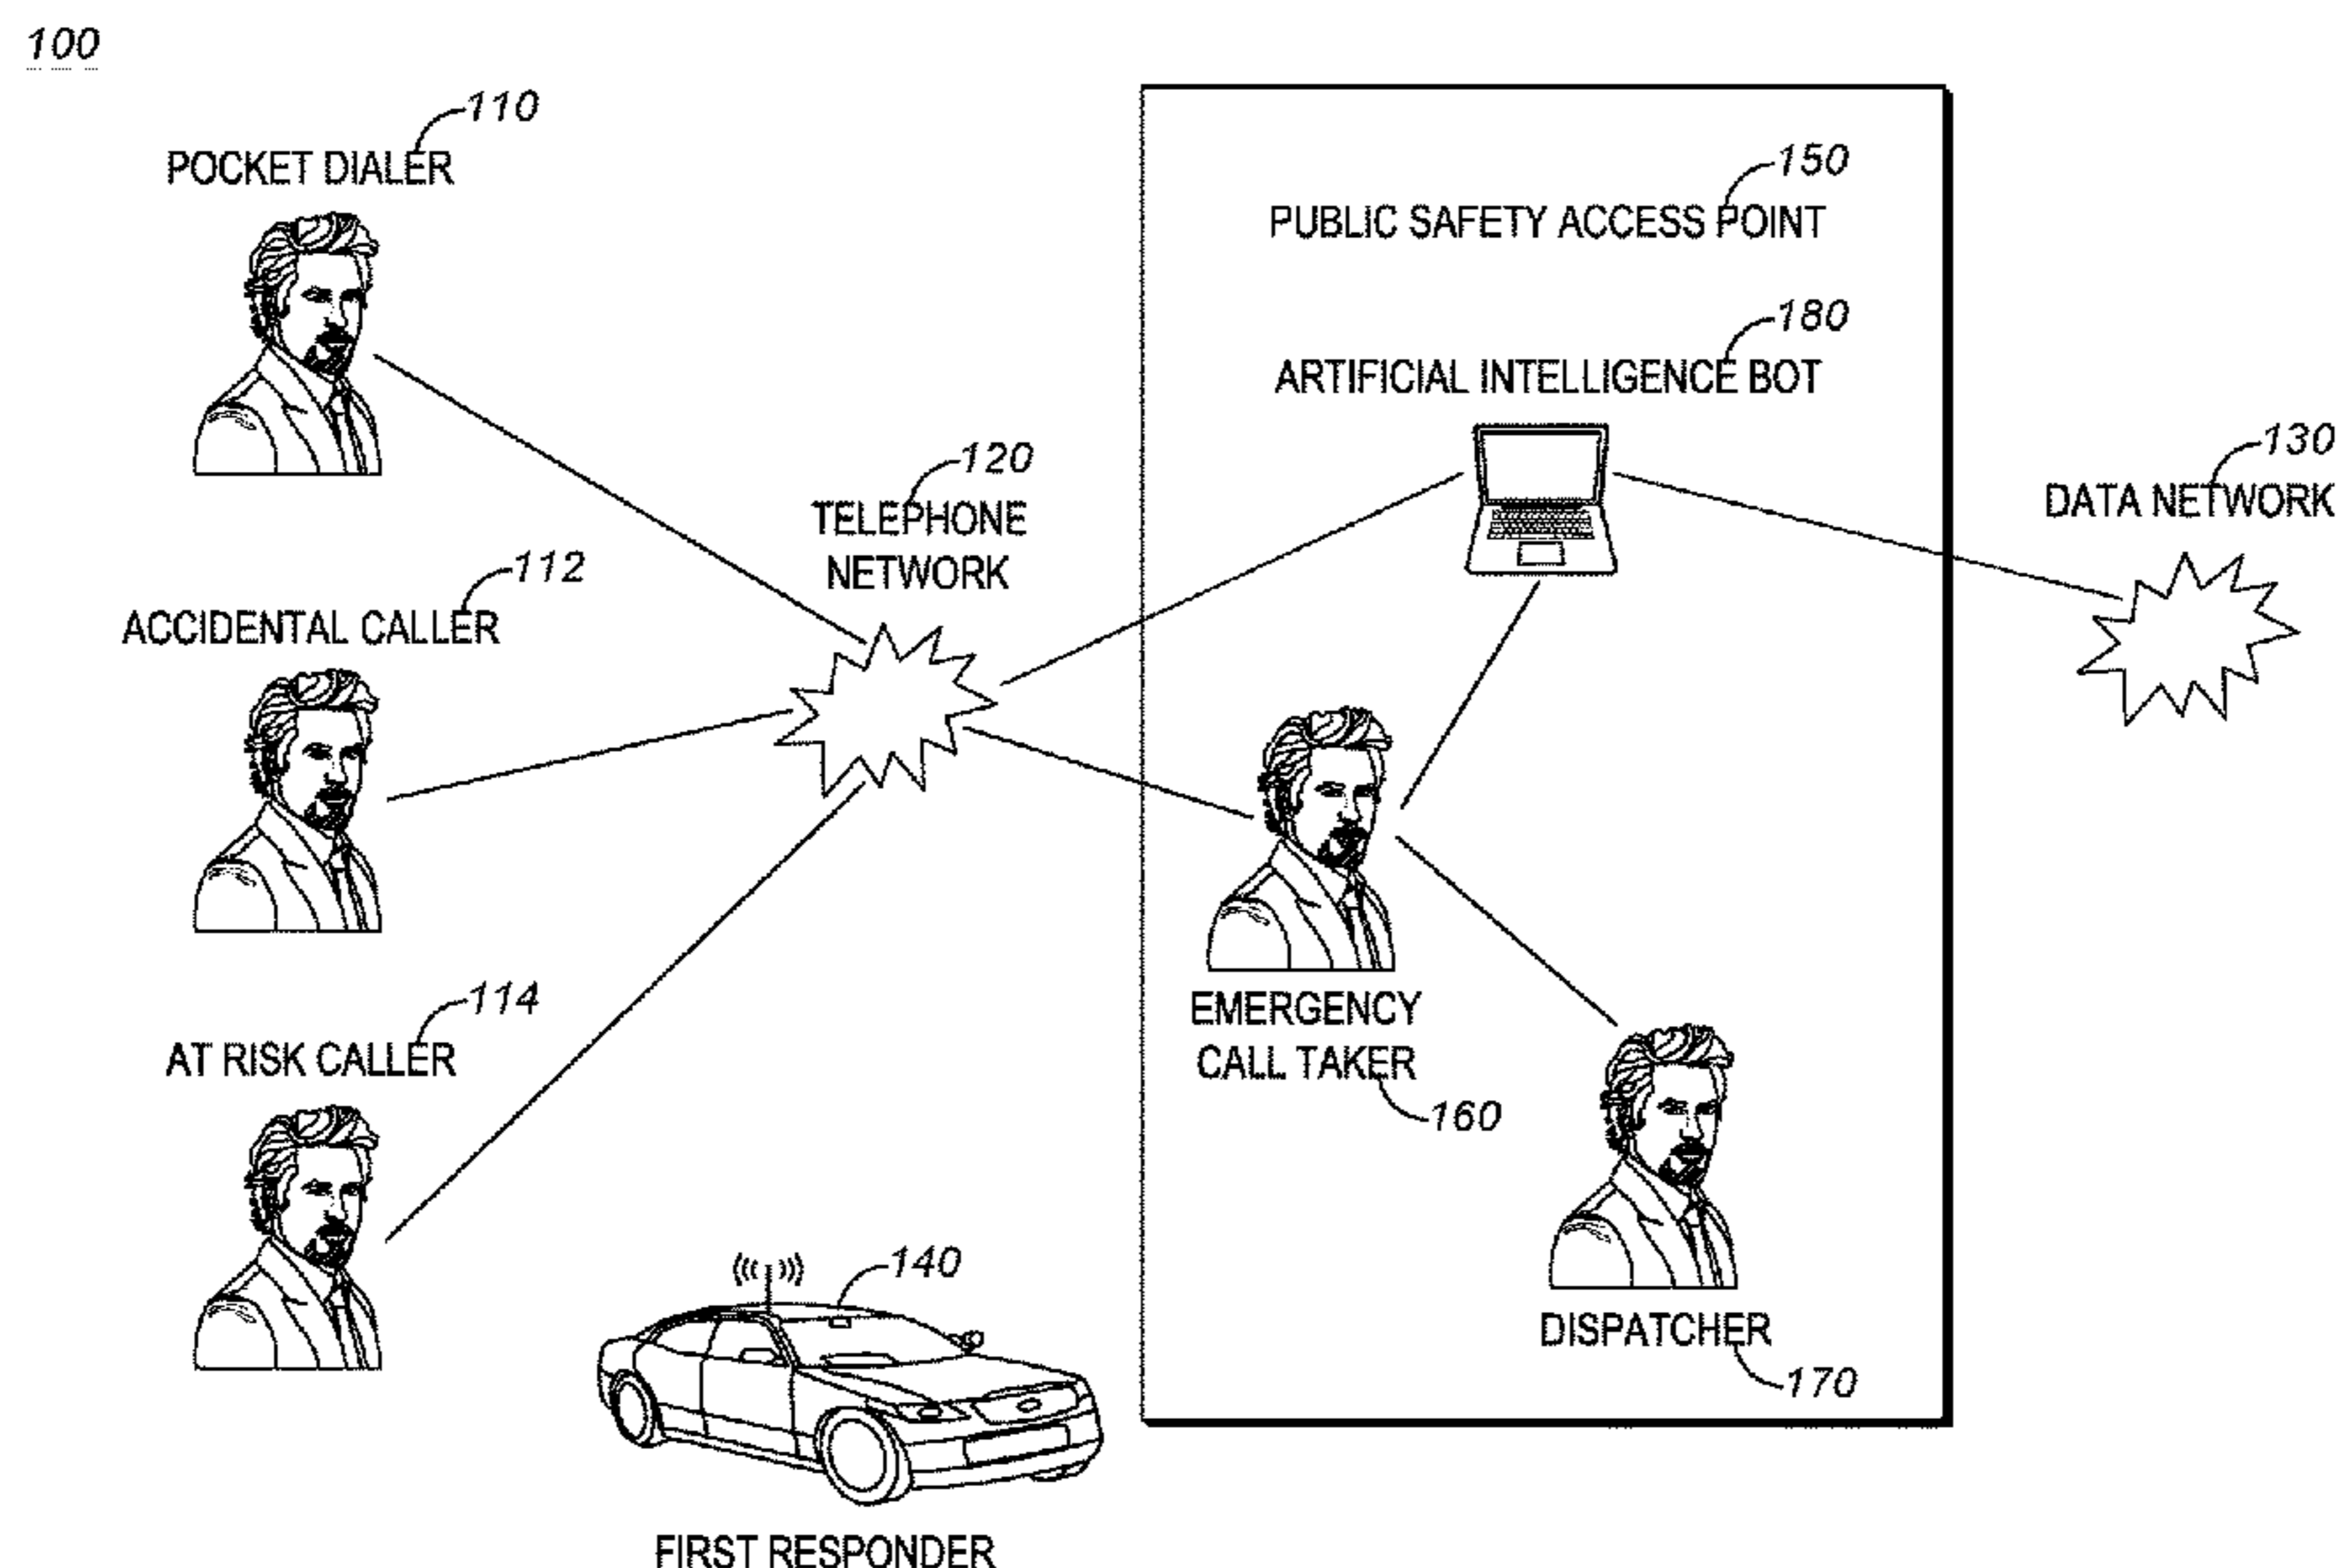 100
110
POCKET DIALER
112
ACCIDENTAL CALLER
114
AT RISK CALLER
120
TELEPHONE
NETWORK
140
FIRST RESPONDER
150
PUBLIC SAFETY ACCESS POINT
180
ARTIFICIAL INTELLIGENCE BOT
EMERGENCY
CALL TAKER
160
DISPATCHER
170
130
DATA NETWORK